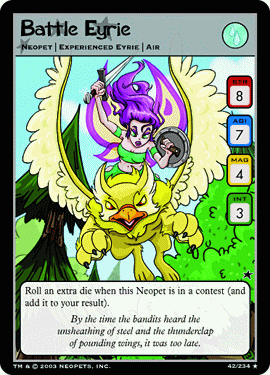 Battle Eyrie
Neopet | Experienced Eyrie | Air
STR
8
AGI
7
MAG
4
INT
3
Roll an extra die when this Neopet is in a contest (and
add it to your result).
By the time the bandits heard the
unsheathing of steel and the thunderclap
of pounding wings, it was too late.
TM & © 2003 NEOPETS, INC.
42/234 ★